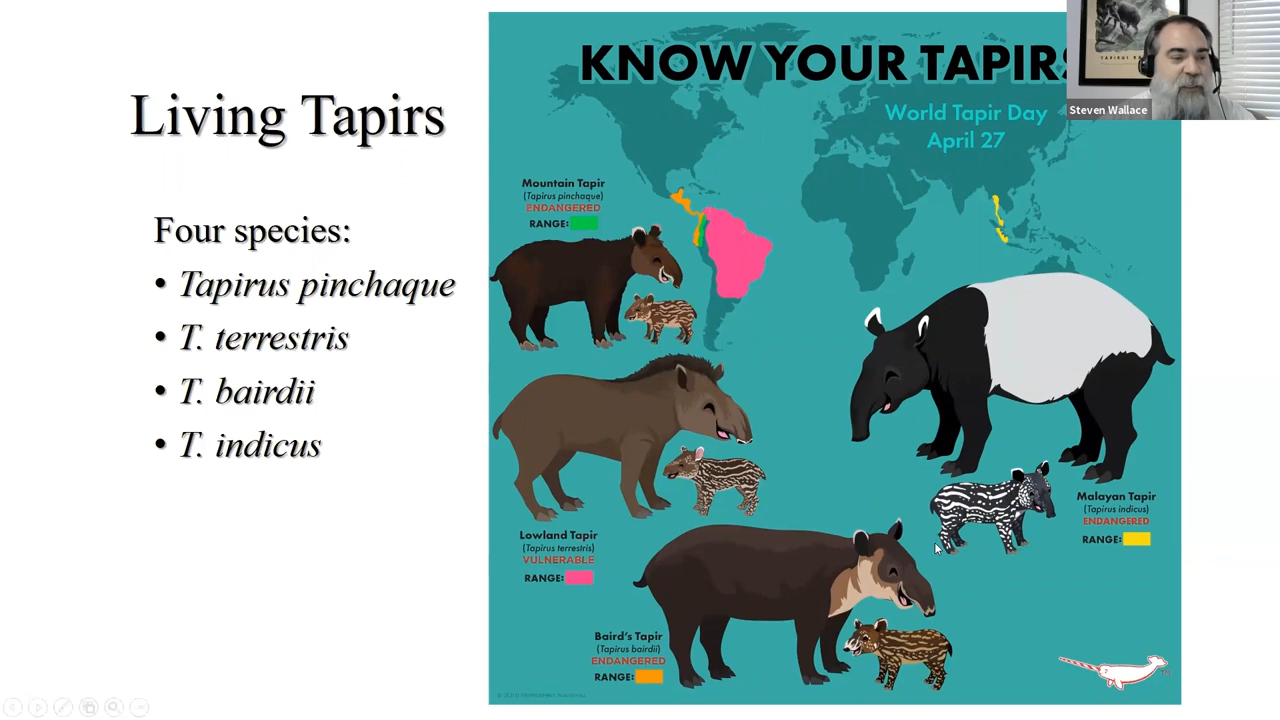 Living Tapirs
Four species:
• Tapirus pinchaque
• T. terrestris
• T. bairdii
• T. indicus
KNOW YOUR TAPIRS
World Tapir Day
April 27
Mountain Tapir
(Tapirus pinchaque)
ENDANGERED
RANGE:
Lowland Tapir
(Tapirus terrestris)
VULNERABLE
RANGE:
Baird's Tapir
(Tapirus bairdii)
ENDANGERED
RANGE:
Malayan Tapir
(Tapirus indicus)
ENDANGERED
RANGE:
Steven Wallace